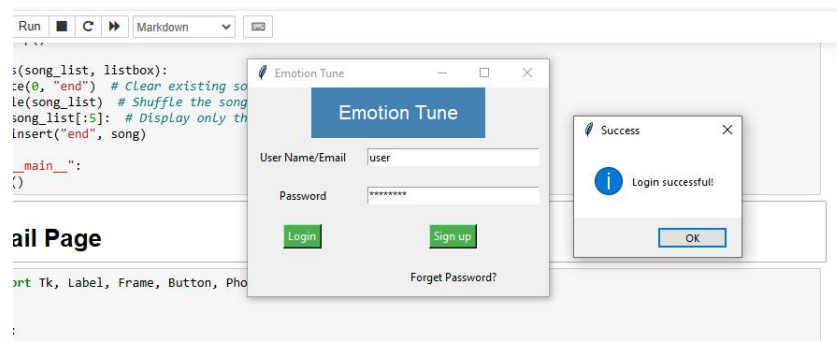 Run
Markdown
s(song_list, listbox):
te(0, "end") # Clear existing so
le(song_list) # Shuffle the song
song_list[:5]: # Display only th
insert("end", song)
__main__":
()
ail Page
ort Tk, Label, Frame, Button, Pho
:
Emotion Tune
Emotion Tune
User Name/Email user
Password ********
Login Sign up
Forget Password?
Success
Login successful!
OK